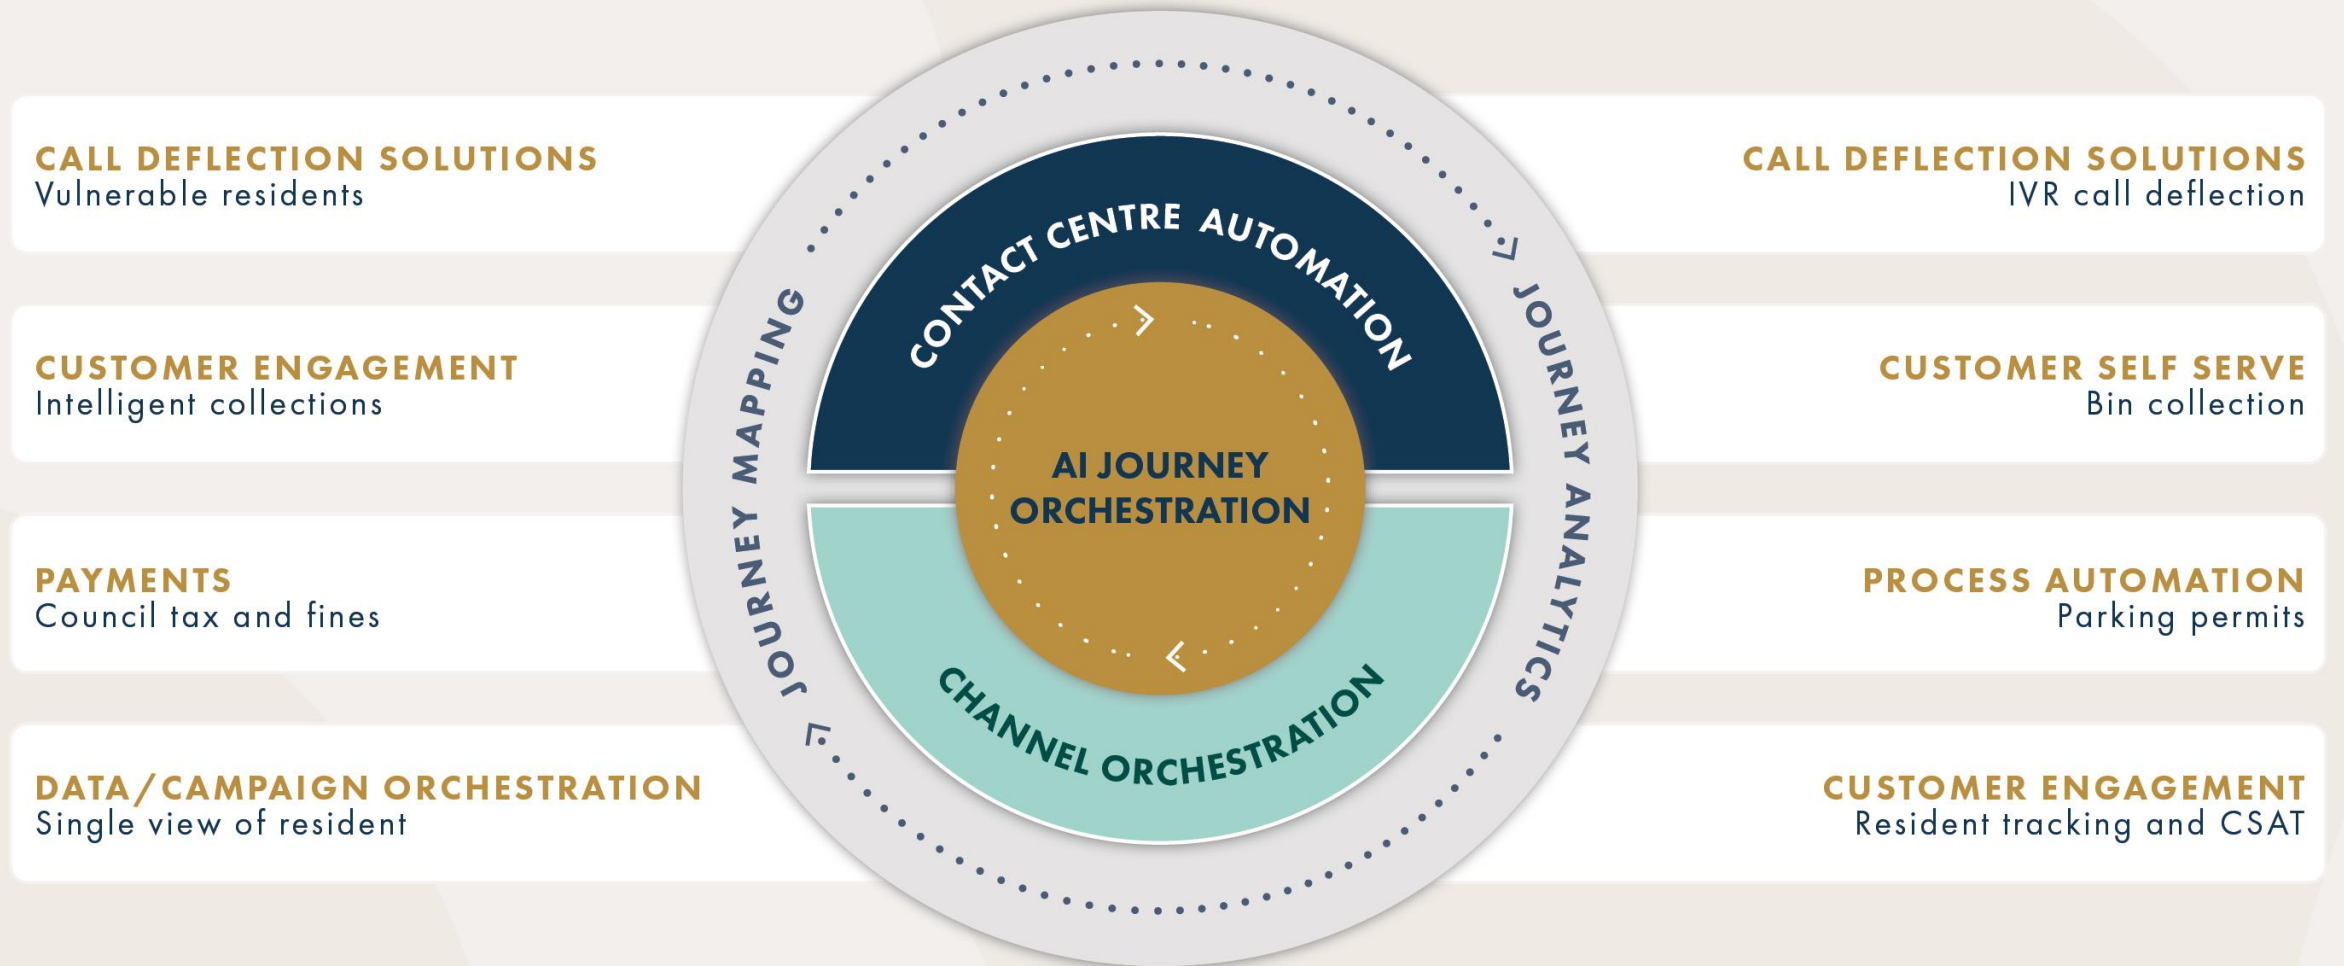 CALL DEFLECTION SOLUTIONS
Vulnerable residents
CUSTOMER ENGAGEMENT
Intelligent collections
PAYMENTS
Council tax and fines
DATA/CAMPAIGN ORCHESTRATION
Single view of resident
JOURNEY MAPPING
CONTACT CENTRE AUTOMATION
AI JOURNEY
ORCHESTRATION
CHANNEL ORCHESTRATION
JOURNEY ANALYTICS
CALL DEFLECTION SOLUTIONS
IVR call deflection
CUSTOMER SELF SERVE
Bin collection
PROCESS AUTOMATION
Parking permits
CUSTOMER ENGAGEMENT
Resident tracking and CSAT